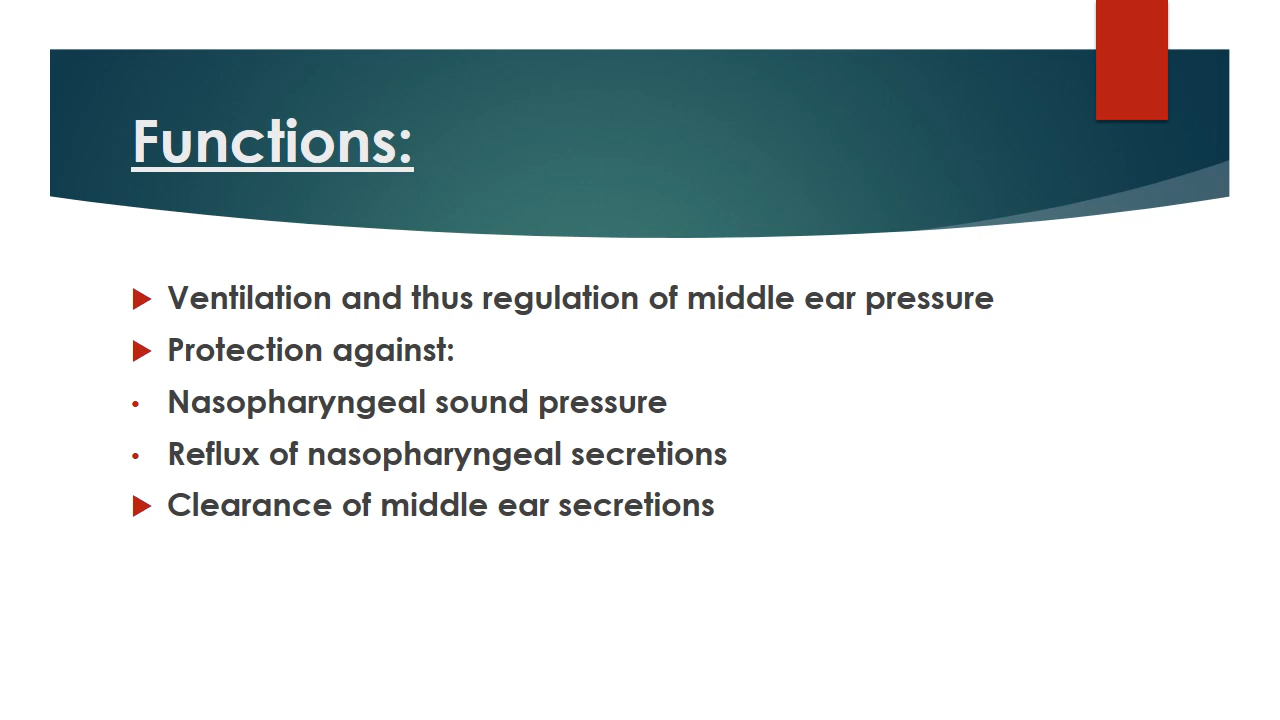 Functions:
Ventilation and thus regulation of middle ear pressure
Protection against:
Nasopharyngeal sound pressure
Reflux of nasopharyngeal secretions
Clearance of middle ear secretions